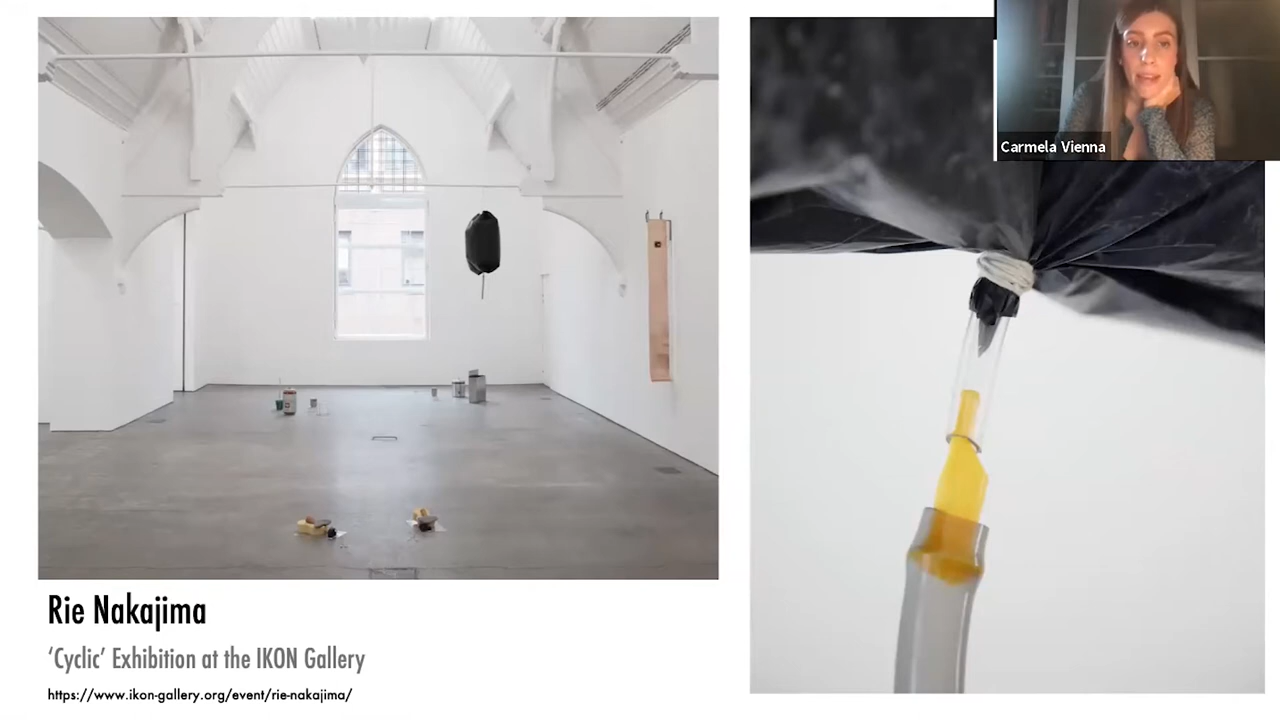 Carmela Vienna
Rie Nakajima
‘Cyclic’ Exhibition at the IKON Gallery
https://www.ikon-gallery.org/event/rie-nakajima/